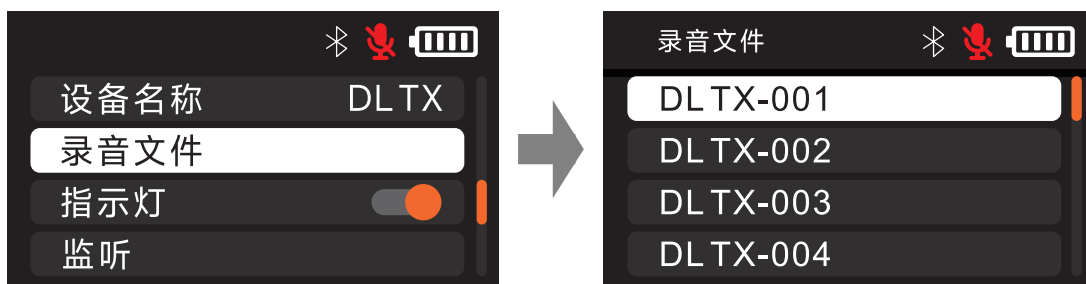 设备名称 DLTX
录音文件
指示灯
监听
录音文件
DLTX-001
DLTX-002
DLTX-003
DLTX-004